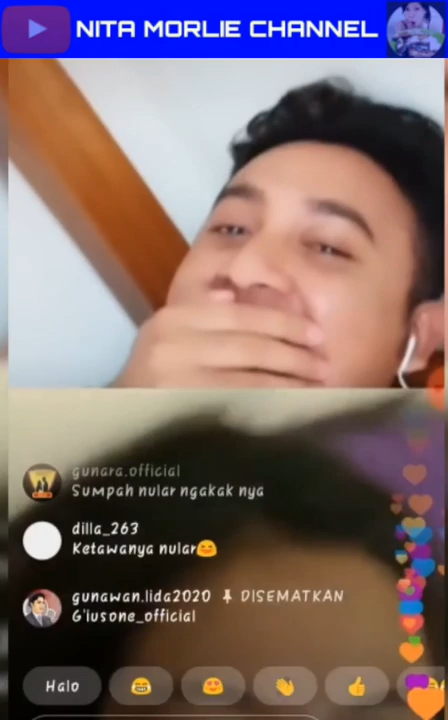 NITA MORLIE CHANNEL
gunara.official
Sumpah nular ngakak nya
dilla_263
Ketawanya nular😆
gunawan.lida2020 📌 DISEMATKAN
G'iusone_official
Halo